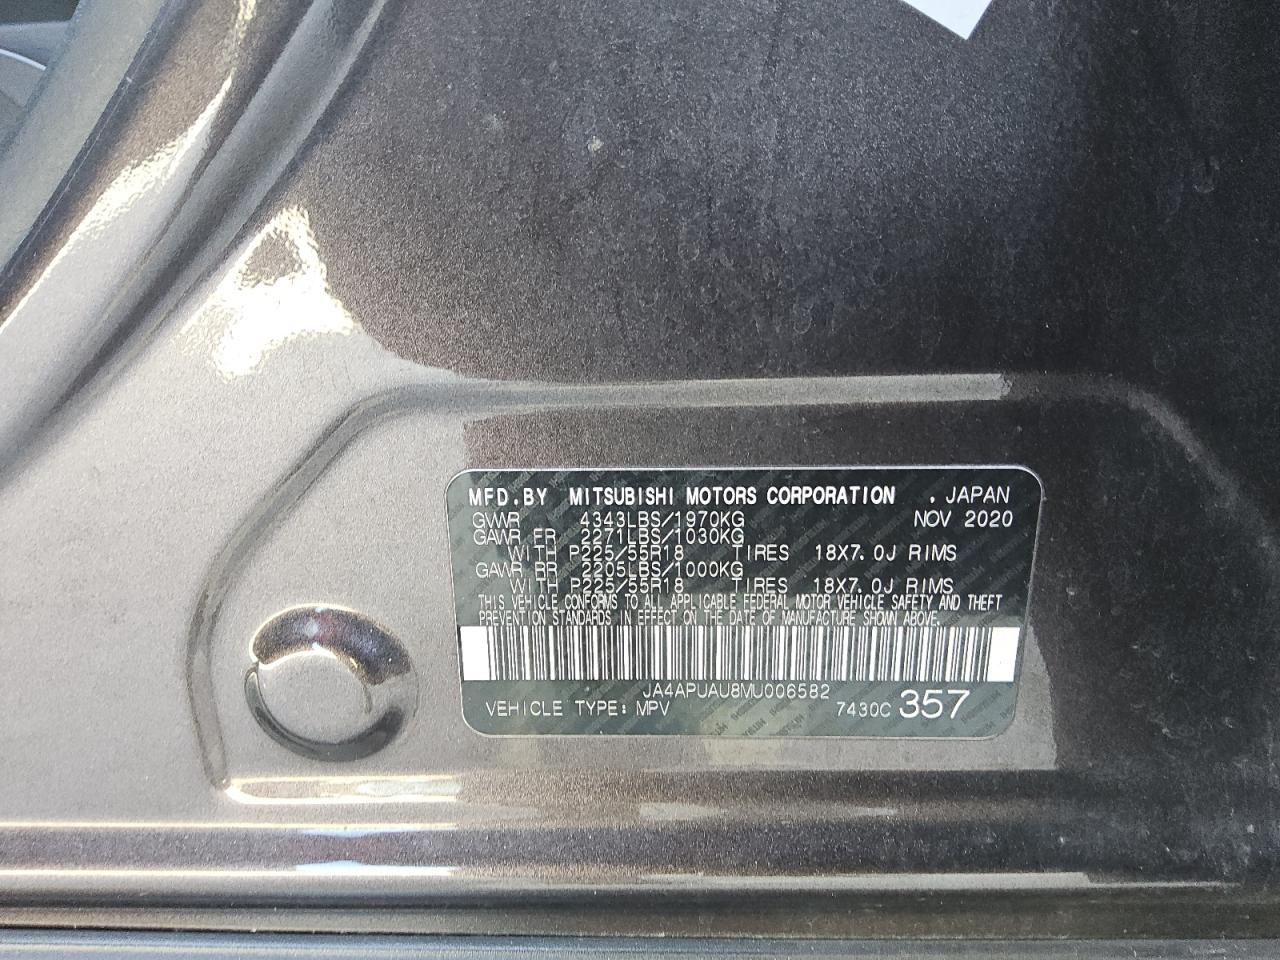 MFD.BY MITSUBISHI MOTORS CORPORATION . JAPAN
GVWR 4343LBS/1970KG NOV 2020
GAWR FR 2271LBS/1030KG
WITH P225/55R18 TIRES 18X7.0J RIMS
GAWR RR 2205LBS/1000KG
WITH P225/55R18 TIRES 18X7.0J RIMS
THIS VEHICLE CONFORMS TO ALL APPLICABLE FEDERAL MOTOR VEHICLE SAFETY AND THEFT
PREVENTION STANDARDS IN EFFECT ON THE DATE OF MANUFACTURE SHOWN ABOVE.
JA4APUAU8MU006582
VEHICLE TYPE: MPV 7430C 357